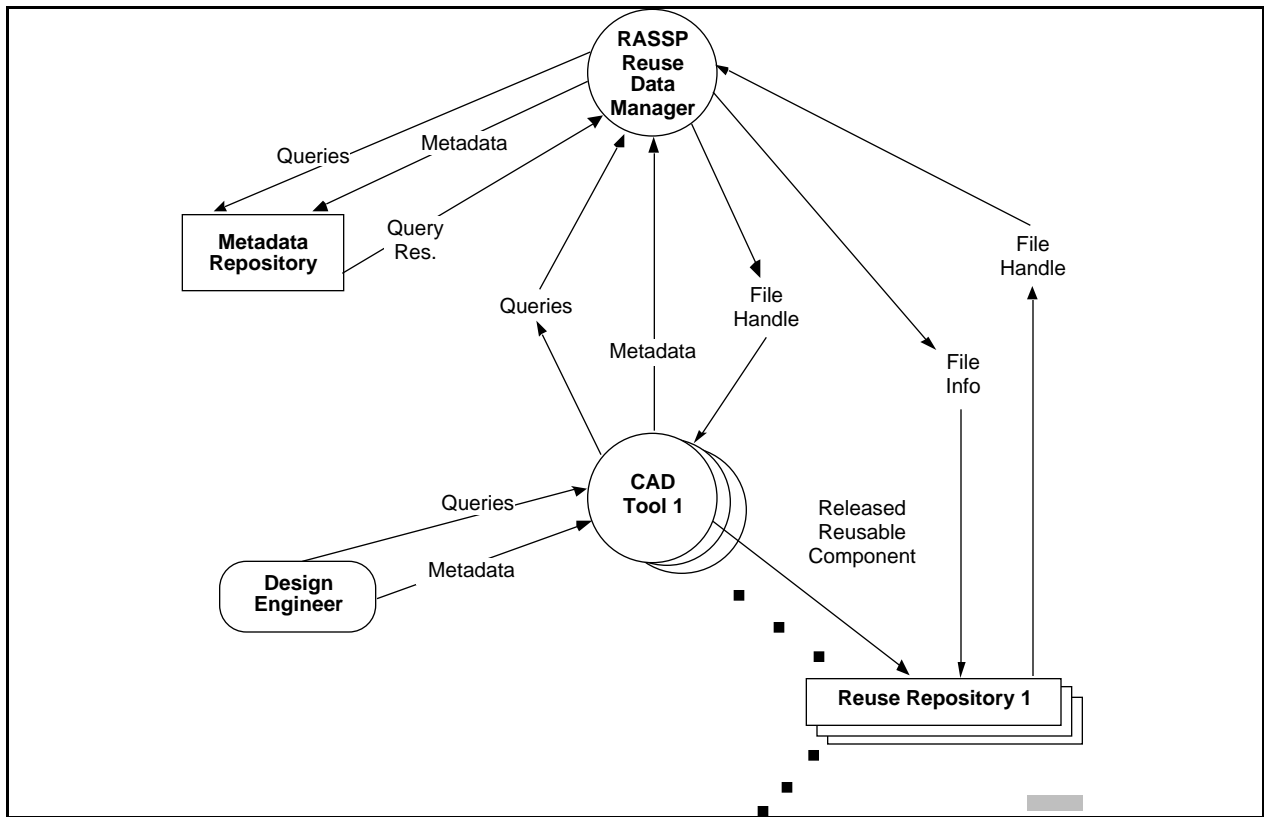 RASSP
Reuse
Data
Manager
Queries
Metadata
Query
Res.
Metadata
Repository
File
Handle
Queries
File
Handle
Metadata
File
Info
CAD
Tool 1
Queries
Released
Reusable
Component
Metadata
Design
Engineer
Reuse Repository 1